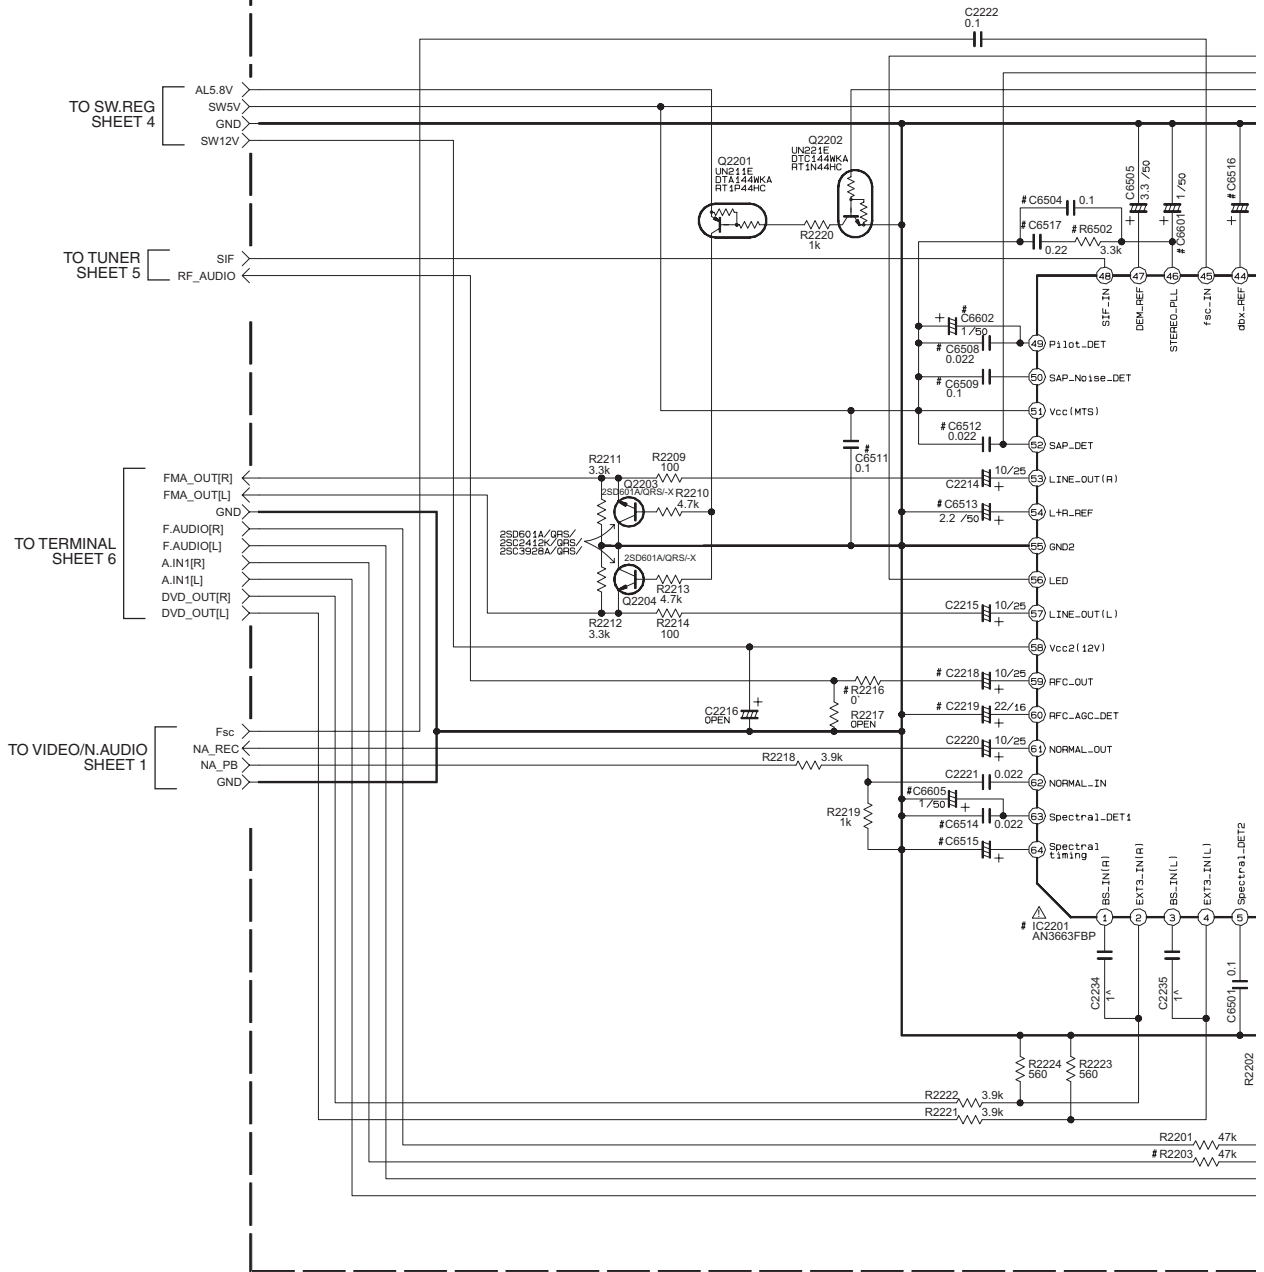 C2222
0.1
TO SW.REG
SHEET 4
AL5.8V
SW5V
GND
SW12V
Q2201
UN211E
DTA144WKA
RT1P44HC
Q2202
UN221E
DTC144WKA
RT1N44HC
R2220
1k
#C6504 0.1
#C6517
0.22
#R6502
3.3k
C6505
3.3 /50
+
1 /50
#C6601
+
#C6516
+
TO TUNER
SHEET 5
SIF
RF_AUDIO
48
47
46
45
44
SIF_IN
DEM_REF
STEREO_PLL
fsc_IN
dbx_REF
#
+ C6602
1/50
#C6508
0.022
49 Pilot_DET
#C6509
0.1
50 SAP_Noise_DET
51 Vcc(MTS)
#C6512
0.022
52 SAP_DET
#
C6511
0.1
TO TERMINAL
SHEET 6
FMA_OUT[R]
FMA_OUT[L]
GND
F.AUDIO[R]
F.AUDIO[L]
A.IN1[R]
A.IN1[L]
DVD_OUT[R]
DVD_OUT[L]
R2211
3.3k
R2209
100
Q2203
2SD601A/QRS/-X
R2210
4.7k
2SD601A/QRS/
2SC2412K/QRS/
2SC3928A/QRS/
2SD601A/QRS/-X
Q2204
R2213
4.7k
R2212
3.3k
R2214
100
C2214 10/25 +
53 LINE_OUT(R)
#C6513
2.2 /50 +
54 L+R_REF
55 GND2
56 LED
C2215 10/25 +
57 LINE_OUT(L)
58 Vcc2(12V)
#C2218 10/25 +
59 RFC_OUT
#R2216
0
R2217
OPEN
C2216
OPEN
+
#C2219 22/16 +
60 RFC_AGC_DET
C2220 10/25 +
61 NORMAL_OUT
TO VIDEO/N.AUDIO
SHEET 1
Fsc
NA_REC
NA_PB
GND
R2218 3.9k
R2219
1k
C2221 0.022
62 NORMAL_IN
#C6605
1/50 +
#C6514 0.022
63 Spectral_DET1
#C6515 +
64 Spectral
timing
# IC2201
AN3663FBP
BS_IN(R)
EXT3_IN(R)
BS_IN(L)
EXT3_IN(L)
Spectral_DET2
1
2
3
4
5
C2234
1^
C2235
1^
C6501 0.1
R2224
560
R2223
560
R2202
R2222 3.9k
R2221 3.9k
R2201 47k
#R2203 47k